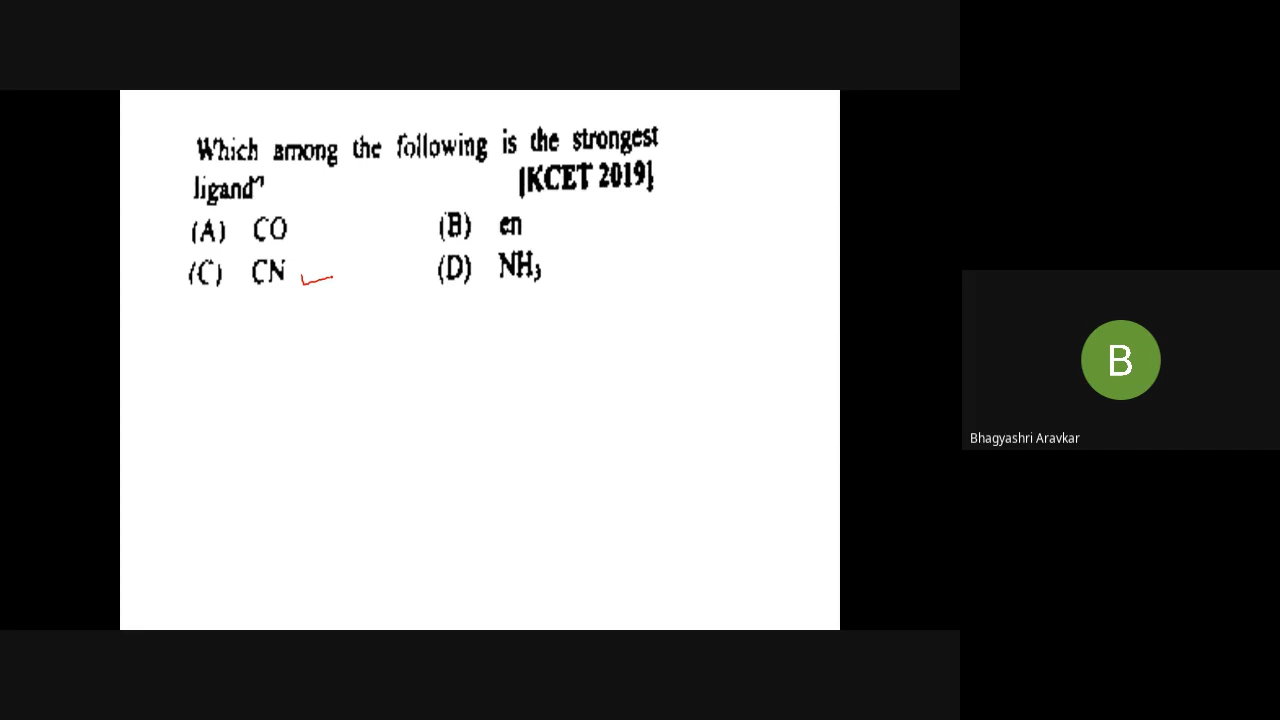 Which among the following is the strongest
ligand? [KCET 2019]
(A) CO (B) en
(C) CN (D) NH₃
B
Bhagyashri Aravkar